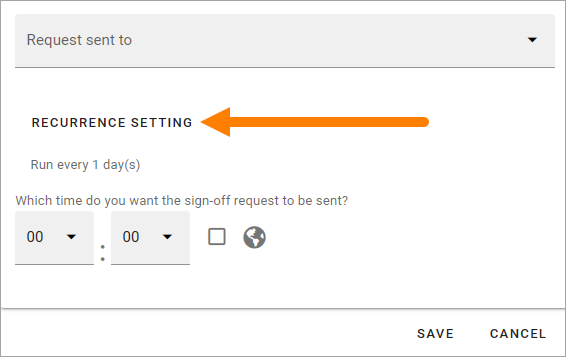 Request sent to
RECURRENCE SETTING
Run every 1 day(s)
Which time do you want the sign-off request to be sent?
00 : 00
SAVE CANCEL